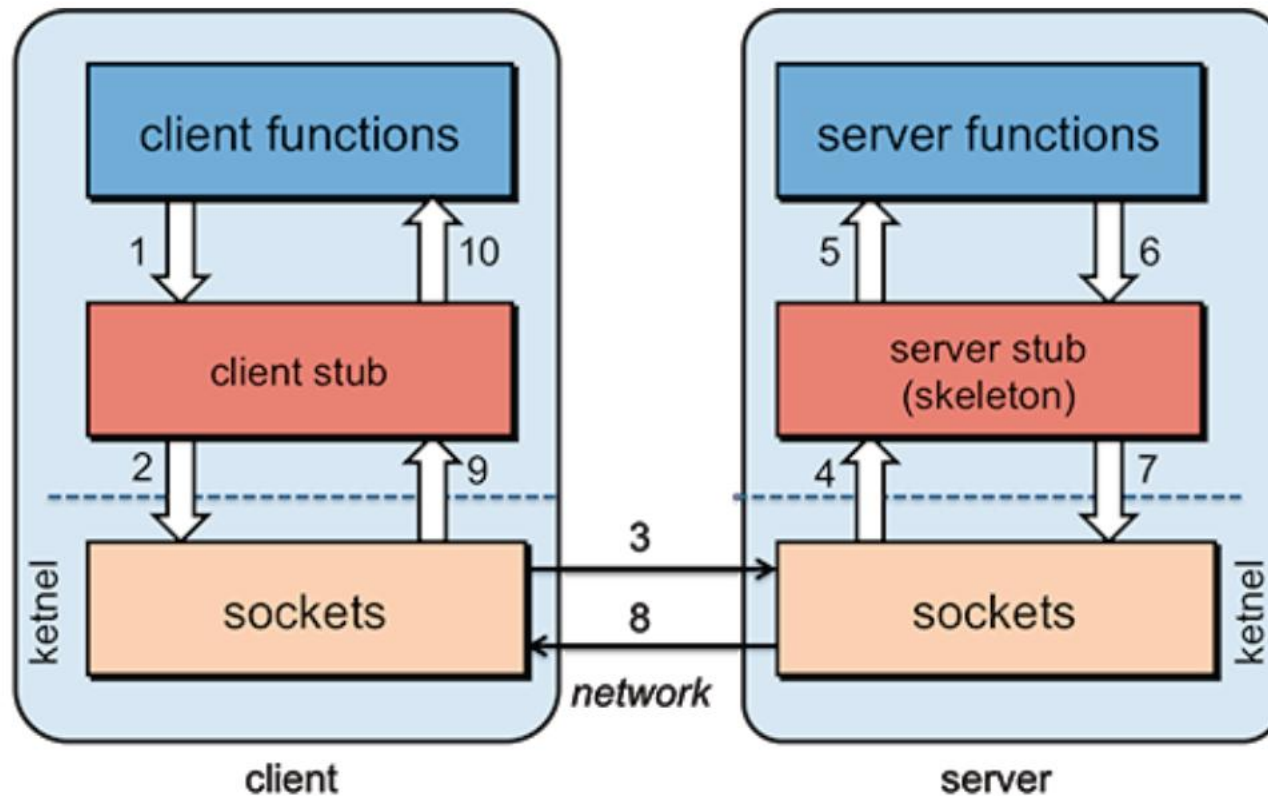 client functions
server functions
1
10
5
6
client stub
server stub
(skeleton)
2
9
4
7
3
ketnel
sockets
8
sockets
ketnel
network
client
server